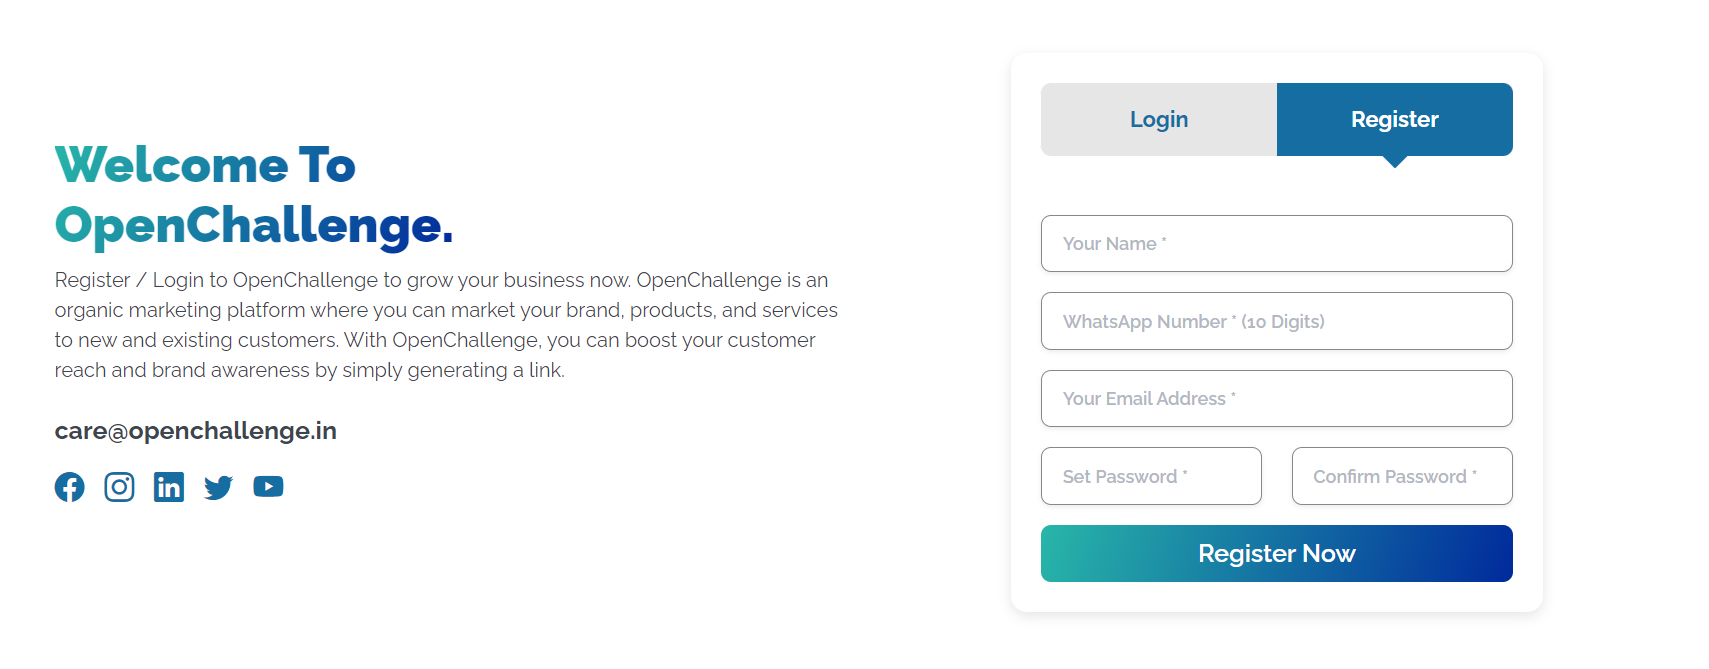 Welcome To
OpenChallenge.
Register / Login to OpenChallenge to grow your business now. OpenChallenge is an
organic marketing platform where you can market your brand, products, and services
to new and existing customers. With OpenChallenge, you can boost your customer
reach and brand awareness by simply generating a link.
care@openchallenge.in
Login
Register
Your Name *
WhatsApp Number * (10 Digits)
Your Email Address *
Set Password *
Confirm Password *
Register Now